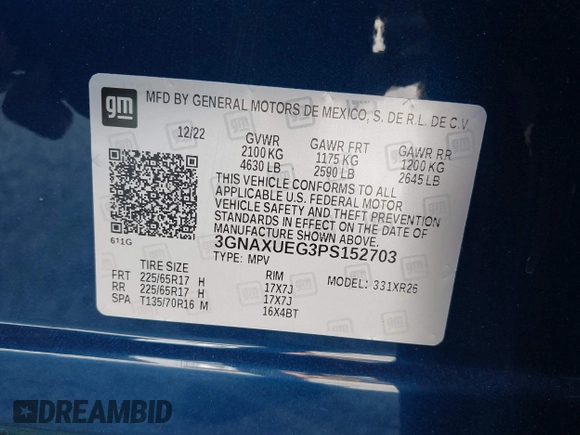 gm
MFD BY GENERAL MOTORS DE MEXICO, S. DE R.L. DE C.V.
12/22
GVWR GAWR FRT GAWR RR
2100 KG 1175 KG 1200 KG
4630 LB 2590 LB 2645 LB
THIS VEHICLE CONFORMS TO ALL
APPLICABLE U.S. FEDERAL MOTOR
VEHICLE SAFETY AND THEFT PREVENTION
STANDARDS IN EFFECT ON THE DATE OF
MANUFACTURE SHOWN ABOVE.
611G
3GNAXUEG3PS152703
TYPE: MPV
TIRE SIZE RIM MODEL: 331XR26
FRT 225/65R17 H 17X7J
RR 225/65R17 H 17X7J
SPA T135/70R16 M 16X4BT
DREAMBID